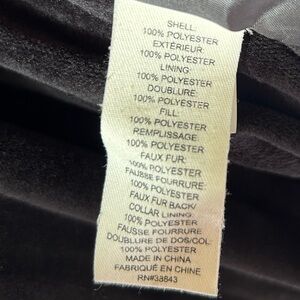 SHELL:
100% POLYESTER
EXTÉRIEUR:
100% POLYESTER
LINING:
100% POLYESTER
DOUBLURE:
100% POLYESTER
FILL:
100% POLYESTER
REMPLISSAGE:
100% POLYESTER
FAUX FUR:
100% POLYESTER
FAUSSE FOURRURE:
100% POLYESTER
FAUX FUR BACK/
COLLAR LINING:
100% POLYESTER
FAUSSE FOURRURE
DOUBLURE DE DOS/COL:
100% POLYESTER
MADE IN CHINA
FABRIQUÉ EN CHINE
RN#38643